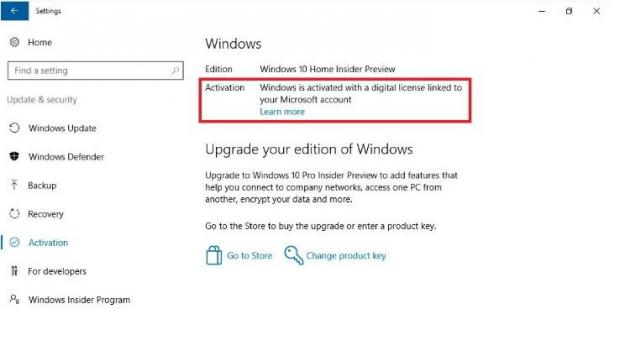 Settings
Home
Find a setting
Update & security
Windows Update
Windows Defender
Backup
Recovery
Activation
For developers
Windows Insider Program
Windows
Edition Windows 10 Home Insider Preview
Activation Windows is activated with a digital license linked to
your Microsoft account
Learn more
Upgrade your edition of Windows
Upgrade to Windows 10 Pro Insider Preview to add features that
help you connect to company networks, access one PC from
another, encrypt your data and more.
Go to the Store to buy the upgrade or enter a product key.
Go to Store Change product key